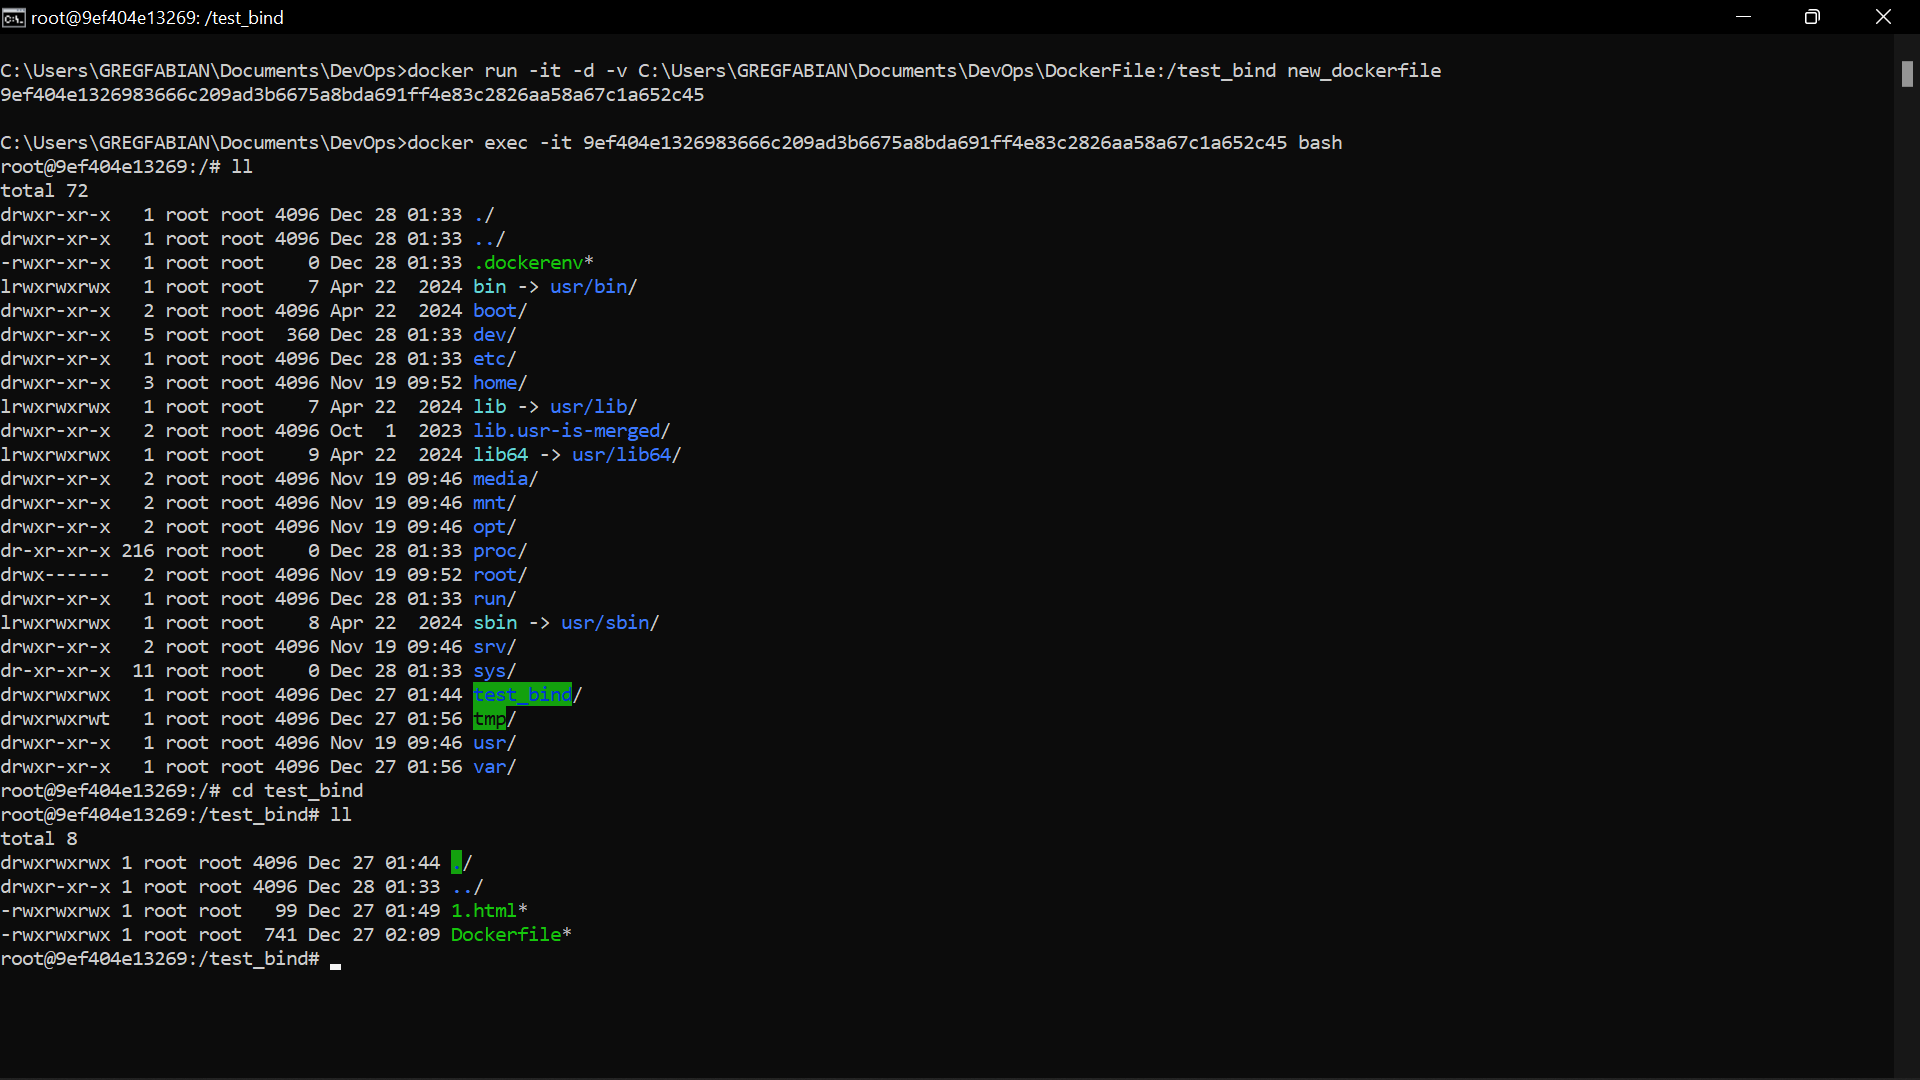 root@9ef404e13269: /test_bind
C:\Users\GREGFABIAN\Documents\DevOps>docker run -it -d -v C:\Users\GREGFABIAN\Documents\DevOps\DockerFile:/test_bind new_dockerfile
9ef404e1326983666c209ad3b6675a8bda691ff4e83c2826aa58a67c1a652c45
C:\Users\GREGFABIAN\Documents\DevOps>docker exec -it 9ef404e1326983666c209ad3b6675a8bda691ff4e83c2826aa58a67c1a652c45 bash
root@9ef404e13269:/# ll
total 72
drwxr-xr-x   1 root root 4096 Dec 28 01:33 ./
drwxr-xr-x   1 root root 4096 Dec 28 01:33 ../
-rwxr-xr-x   1 root root    0 Dec 28 01:33 .dockerenv*
lrwxrwxrwx   1 root root    7 Apr 22  2024 bin -> usr/bin/
drwxr-xr-x   2 root root 4096 Apr 22  2024 boot/
drwxr-xr-x   5 root root  360 Dec 28 01:33 dev/
drwxr-xr-x   1 root root 4096 Dec 28 01:33 etc/
drwxr-xr-x   3 root root 4096 Nov 19 09:52 home/
lrwxrwxrwx   1 root root    7 Apr 22  2024 lib -> usr/lib/
drwxr-xr-x   2 root root 4096 Oct  1  2023 lib.usr-is-merged/
lrwxrwxrwx   1 root root    9 Apr 22  2024 lib64 -> usr/lib64/
drwxr-xr-x   2 root root 4096 Nov 19 09:46 media/
drwxr-xr-x   2 root root 4096 Nov 19 09:46 mnt/
drwxr-xr-x   2 root root 4096 Nov 19 09:46 opt/
dr-xr-xr-x 216 root root    0 Dec 28 01:33 proc/
drwx------   2 root root 4096 Nov 19 09:52 root/
drwxr-xr-x   1 root root 4096 Dec 28 01:33 run/
lrwxrwxrwx   1 root root    8 Apr 22  2024 sbin -> usr/sbin/
drwxr-xr-x   2 root root 4096 Nov 19 09:46 srv/
dr-xr-xr-x  11 root root    0 Dec 28 01:33 sys/
drwxrwxrwx   1 root root 4096 Dec 27 01:44 test_bind/
drwxrwxrwt   1 root root 4096 Dec 27 01:56 tmp/
drwxr-xr-x   1 root root 4096 Nov 19 09:46 usr/
drwxr-xr-x   1 root root 4096 Dec 27 01:56 var/
root@9ef404e13269:/# cd test_bind
root@9ef404e13269:/test_bind# ll
total 8
drwxrwxrwx 1 root root 4096 Dec 27 01:44 ./
drwxr-xr-x 1 root root 4096 Dec 28 01:33 ../
-rwxrwxrwx 1 root root   99 Dec 27 01:49 1.html*
-rwxrwxrwx 1 root root  741 Dec 27 02:09 Dockerfile*
root@9ef404e13269:/test_bind#